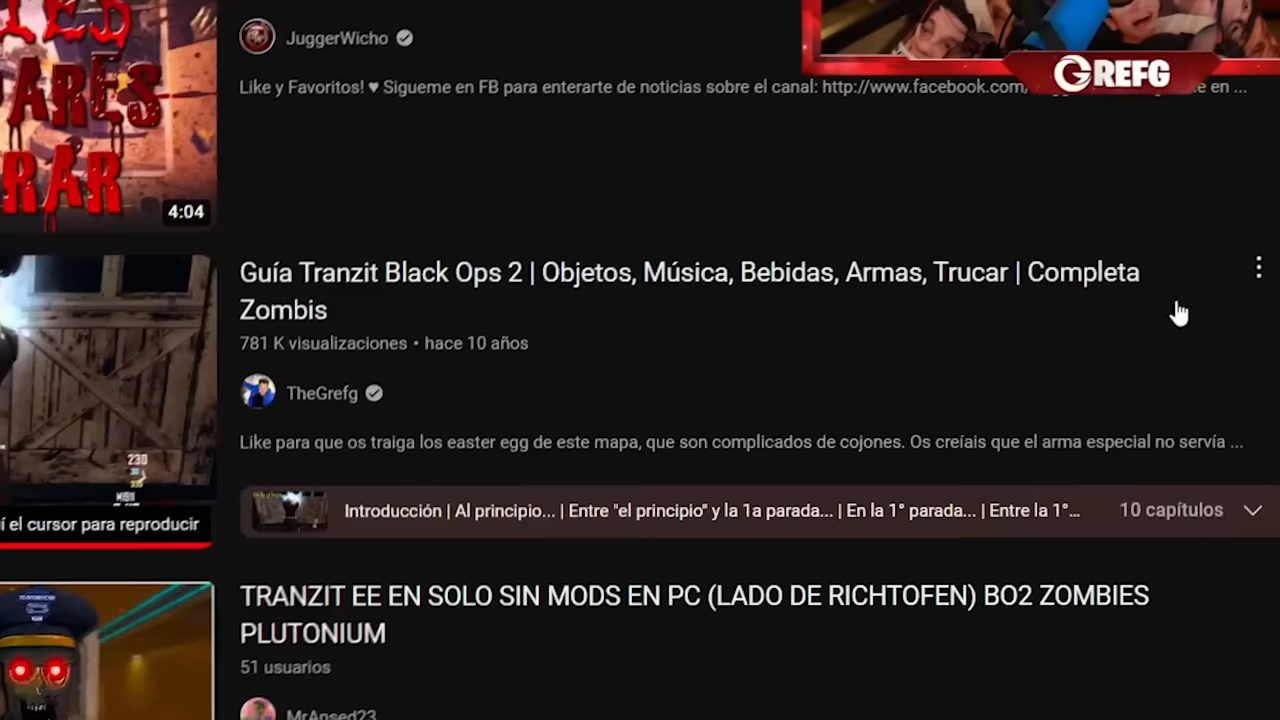 ARES
RAR
4:04
JuggerWicho
GREFG
Like y Favoritos! ♥ Sigueme en FB para enterarte de noticias sobre el canal: http://www.facebook.com/ en ...
Guía Tranzit Black Ops 2 | Objetos, Música, Bebidas, Armas, Trucar | Completa
Zombis
781 K visualizaciones • hace 10 años
TheGrefg
Like para que os traiga los easter egg de este mapa, que son complicados de cojones. Os creíais que el arma especial no servía ...
230
í el cursor para reproducir
Introducción | Al principio... | Entre "el principio" y la 1a parada... | En la 1° parada... | Entre la 1°...
10 capítulos
TRANZIT EE EN SOLO SIN MODS EN PC (LADO DE RICHTOFEN) BO2 ZOMBIES
PLUTONIUM
51 usuarios
MrAnsed23